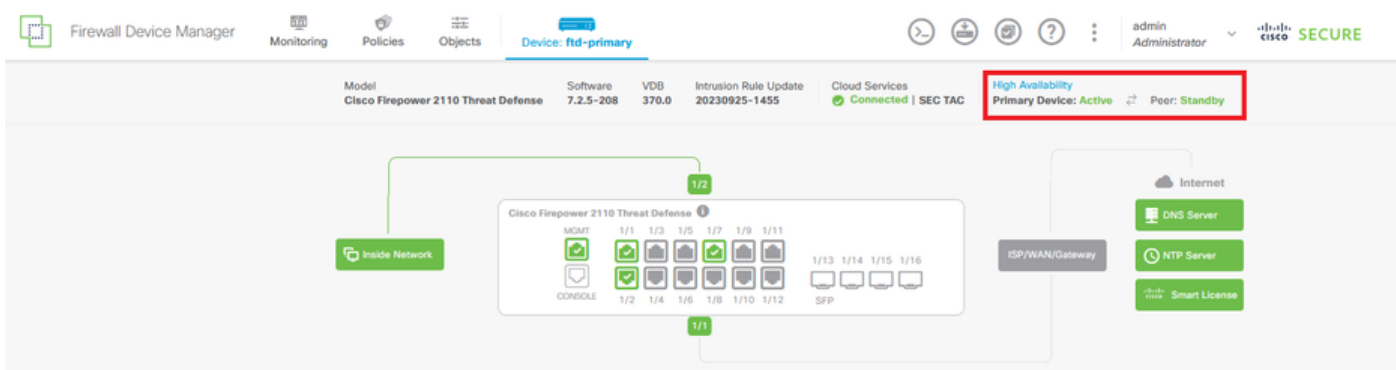 Firewall Device Manager
Monitoring
Policies
Objects
Device: ftd-primary
admin
Administrator
cisco SECURE
Model
Cisco Firepower 2110 Threat Defense
Software
7.2.5-208
VDB
370.0
Intrusion Rule Update
20230925-1455
Cloud Services
Connected | SEC TAC
High Availability
Primary Device: Active
Peer: Standby
1/2
Internet
Cisco Firepower 2110 Threat Defense
MGMT 1/1 1/3 1/5 1/7 1/9 1/11
DNS Server
Inside Network
1/13 1/14 1/15 1/16
ISP/WAN/Gateway
NTP Server
CONSOLE 1/2 1/4 1/6 1/8 1/10 1/12
SFP
cisco Smart License
1/1